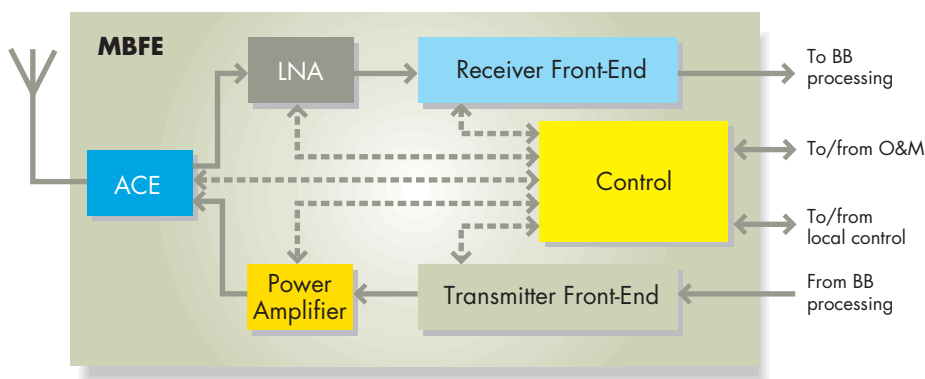 MBFE
LNA
Receiver Front-End
To BB
processing
ACE
Control
To/from O&M
To/from
local control
Power
Amplifier
Transmitter Front-End
From BB
processing